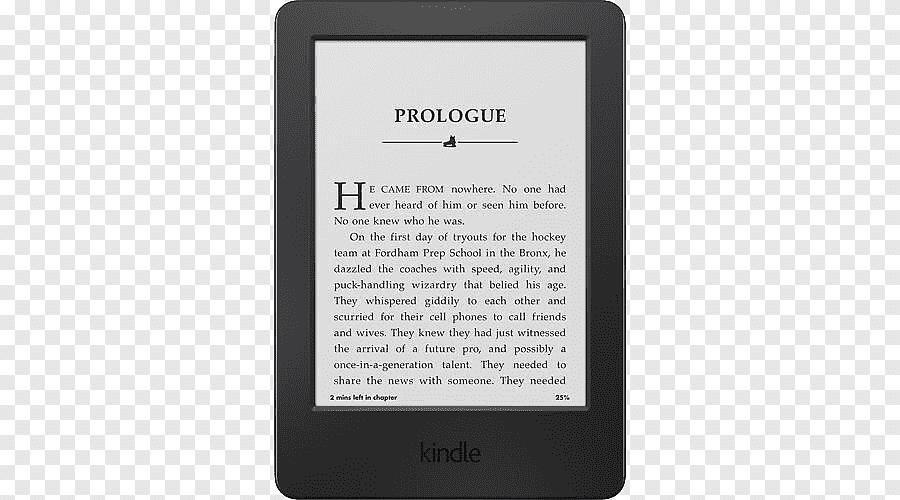 PROLOGUE
HE CAME FROM nowhere. No one had
ever heard of him or seen him before.
No one knew who he was.
On the first day of tryouts for the hockey
team at Fordham Prep School in the Bronx, he
dazzled the coaches with speed, agility, and
puck-handling wizardry that belied his age.
They whispered giddily to each other and
scurried for their cell phones to call friends
and wives. They knew they had just witnessed
the arrival of a future pro, and possibly a
once-in-a-generation talent. They needed to
share the news with someone. They needed
2 mins left in chapter 25%
kindle